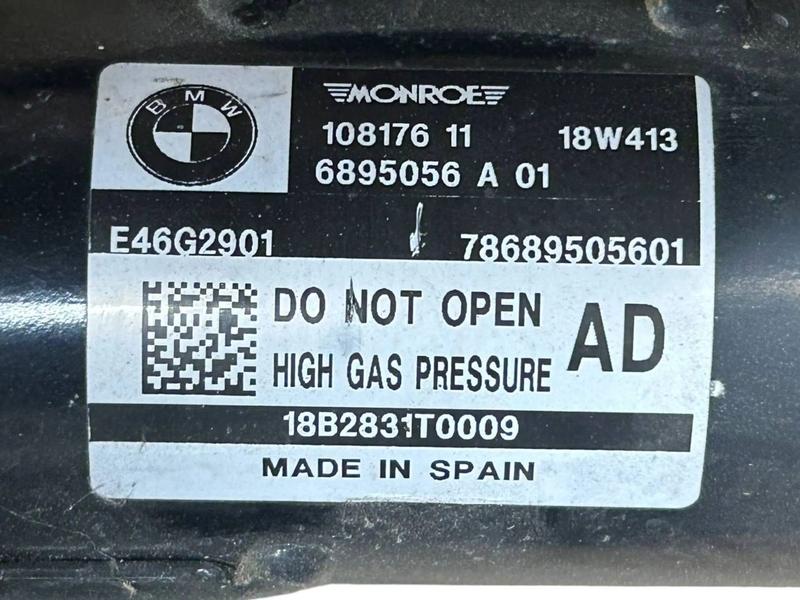 BMW
MONROE
108176 11 18W413
6895056 A 01
E46G2901 78689505601
DO NOT OPEN
HIGH GAS PRESSURE
AD
18B2831T0009
MADE IN SPAIN